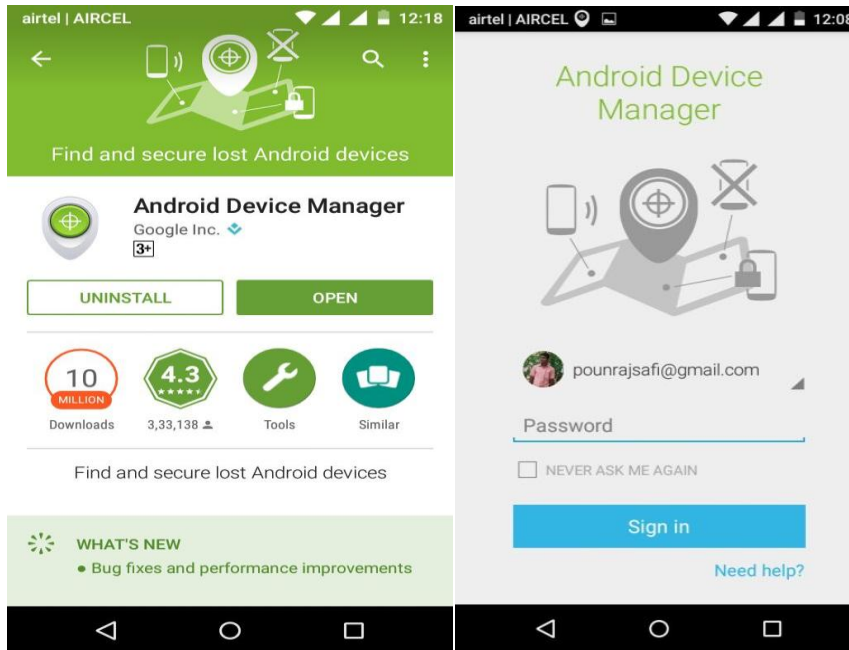 airtel | AIRCEL 12:18
Find and secure lost Android devices
Android Device Manager
Google Inc.
3+
UNINSTALL OPEN
10 MILLION
4.3
Downloads 3,33,138 Tools Similar
Find and secure lost Android devices
WHAT'S NEW
• Bug fixes and performance improvements
airtel | AIRCEL 12:08
Android Device
Manager
pounrajsafi@gmail.com
Password
NEVER ASK ME AGAIN
Sign in
Need help?